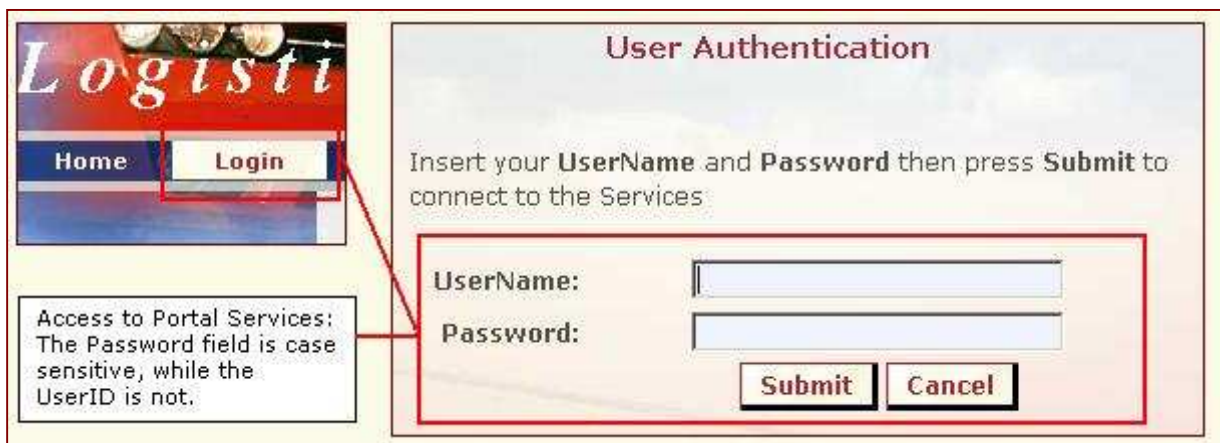 Logisti
Home Login
Access to Portal Services:
The Password field is case
sensitive, while the
UserID is not.
User Authentication
Insert your UserName and Password then press Submit to
connect to the Services
UserName:
Password:
Submit Cancel